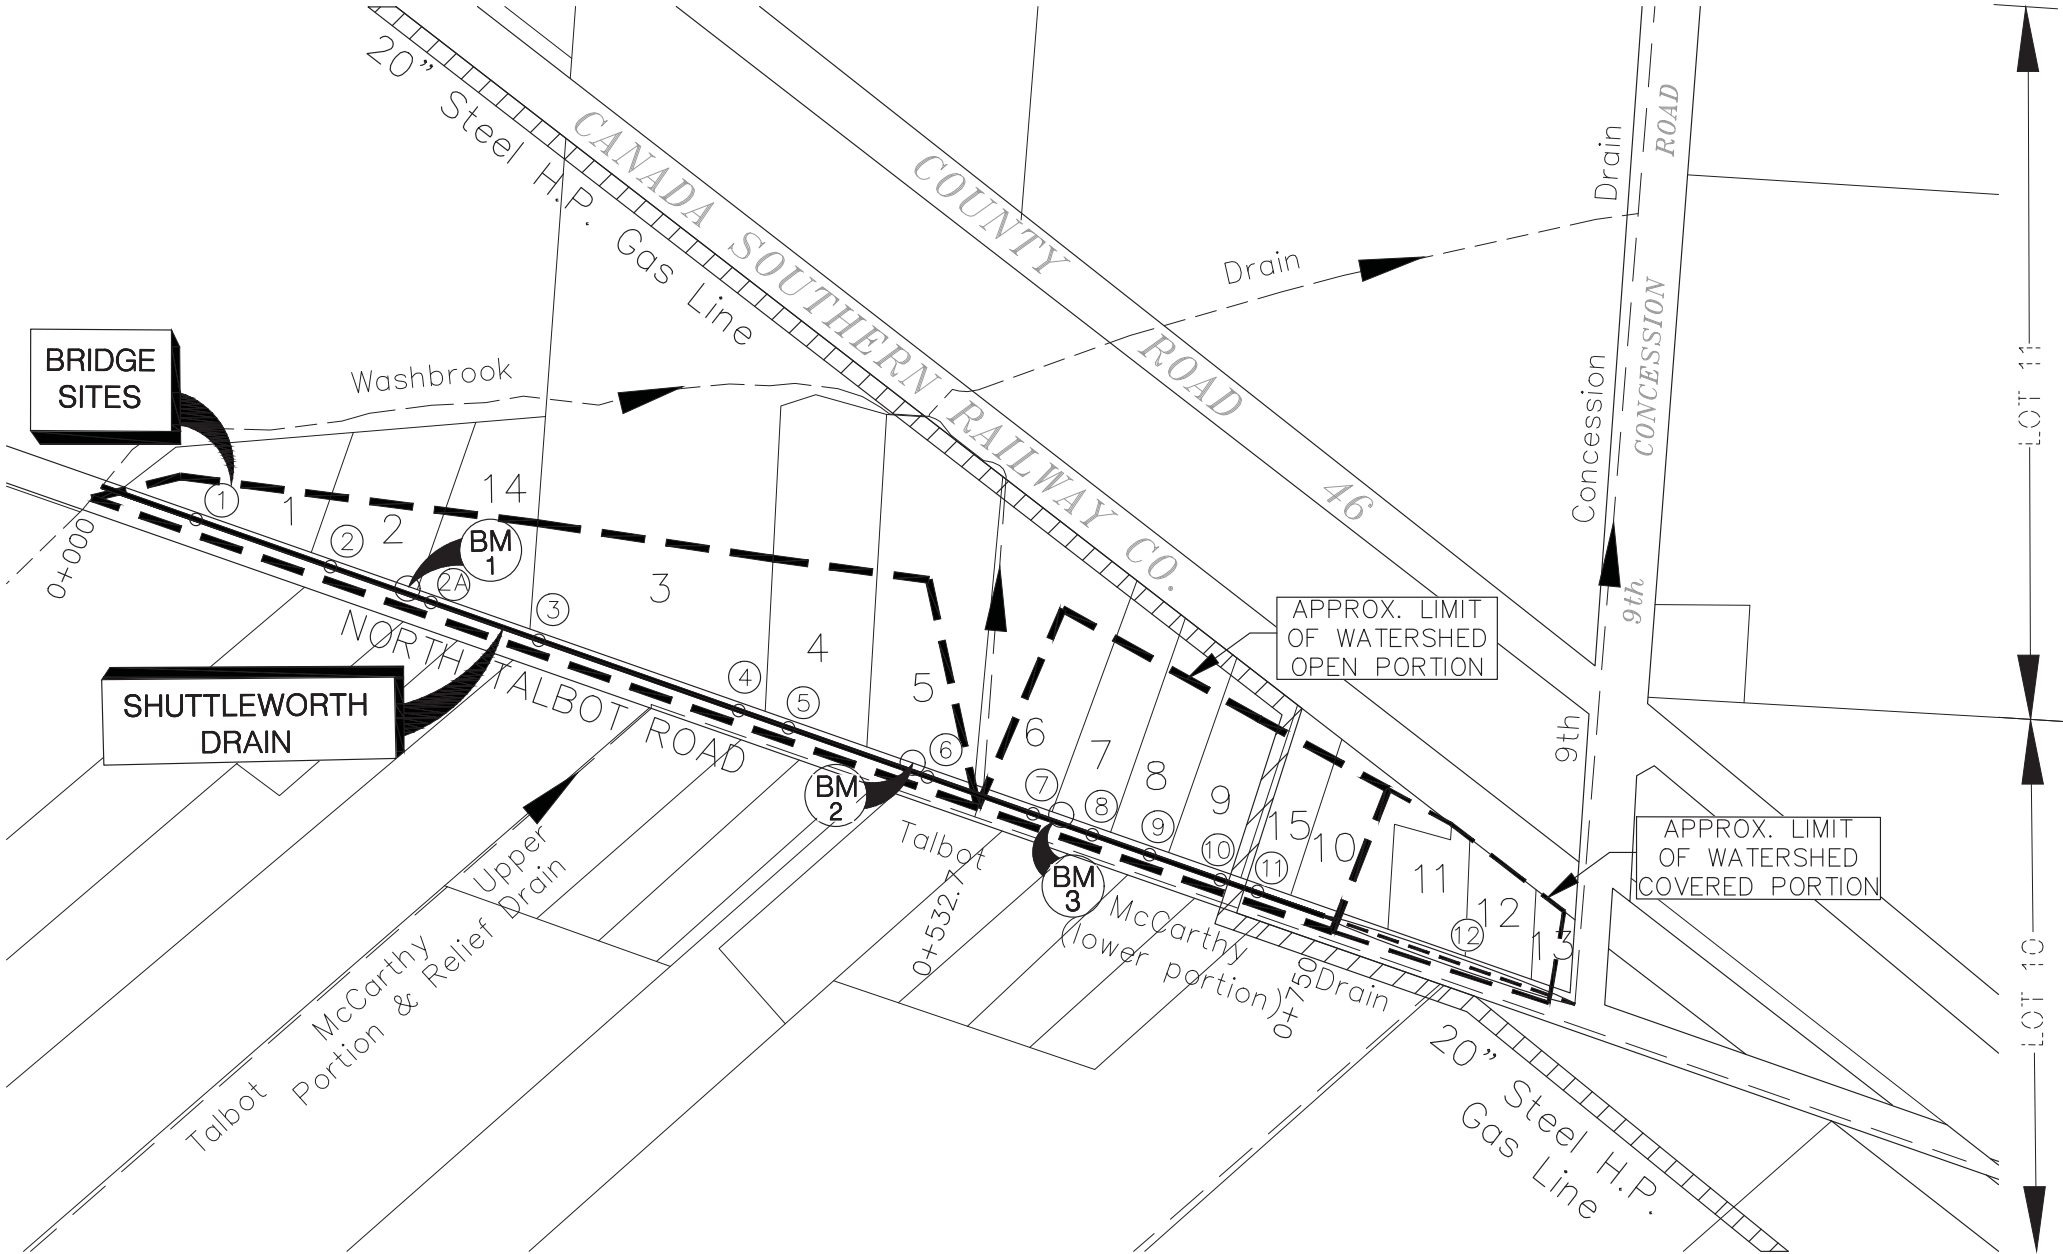 20" Steel H.P. Gas Line
CANADA SOUTHERN RAILWAY CO.
COUNTY ROAD 46
Drain
ROAD
Drain
CONCESSION
9th
Concession
9th
LOT 11
BRIDGE
SITES
Washbrook
1
1
2
2
14
BM
1
2A
3
3
0+000
NORTH TALBOT ROAD
SHUTTLEWORTH
DRAIN
4
4
5
5
6
BM
2
6
7
7
8
8
9
9
10
15
11
10
11
12
12
13
APPROX. LIMIT
OF WATERSHED
OPEN PORTION
APPROX. LIMIT
OF WATERSHED
COVERED PORTION
BM
3
Talbot
McCarthy
(lower portion)
Drain
0+532.7
0+750
Upper
McCarthy
Relief Drain
Talbot
Portion &
20" Steel H.P.
Gas Line
LOT 10